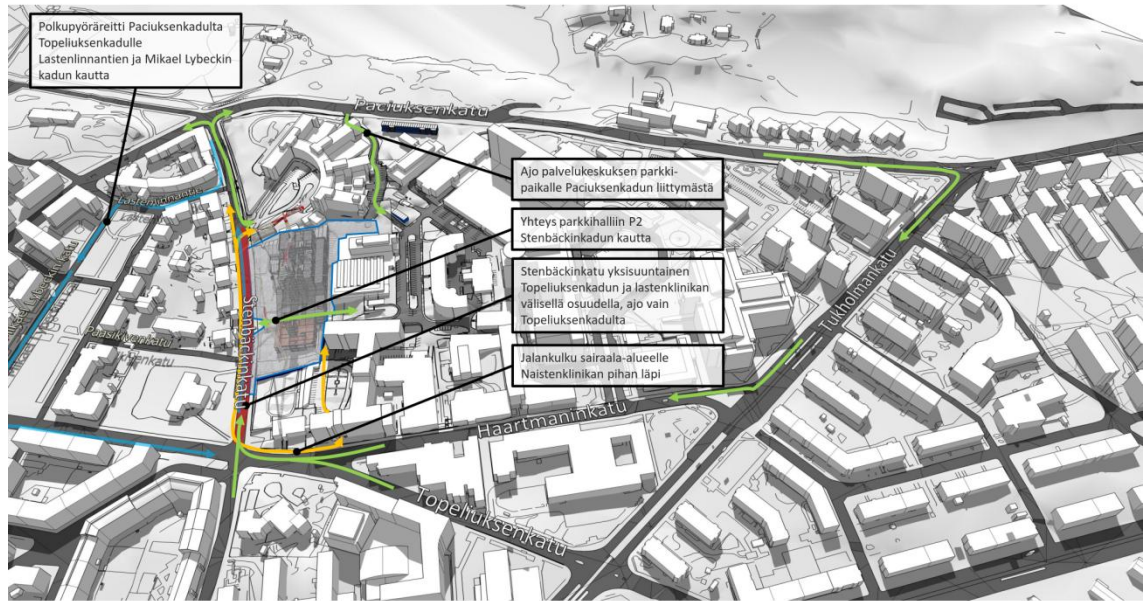 Polkupyöräreitti Paciuksenkadulta
Topeliuksenkadulle
Lastenlinnantien ja Mikael Lybeckin
kadun kautta
Paciuksenkatu
Ajo palvelukeskuksen parkki-
paikalle Paciuksenkadun liittymästä
Yhteys parkkihalliin P2
Stenbäckinkadun kautta
Stenbäckinkatu yksisuuntainen
Topeliuksenkadun ja lastenklinikan
välisellä osuudella, ajo vain
Topeliuksenkadulta
Jalankulku sairaala-alueelle
Naistenklinikan pihan läpi
Lastenlinnantie
Stenbäckinkatu
Tukholmankatu
Haartmaninkatu
Topeliuksenkatu